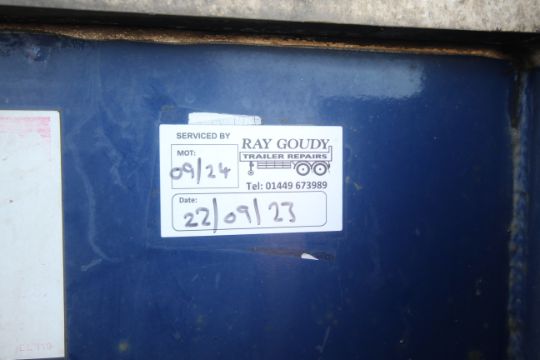 SERVICED BY
RAY GOUDY
TRAILER REPAIRS
MOT:
09/24
Tel: 01449 673989
Date:
22/09/23